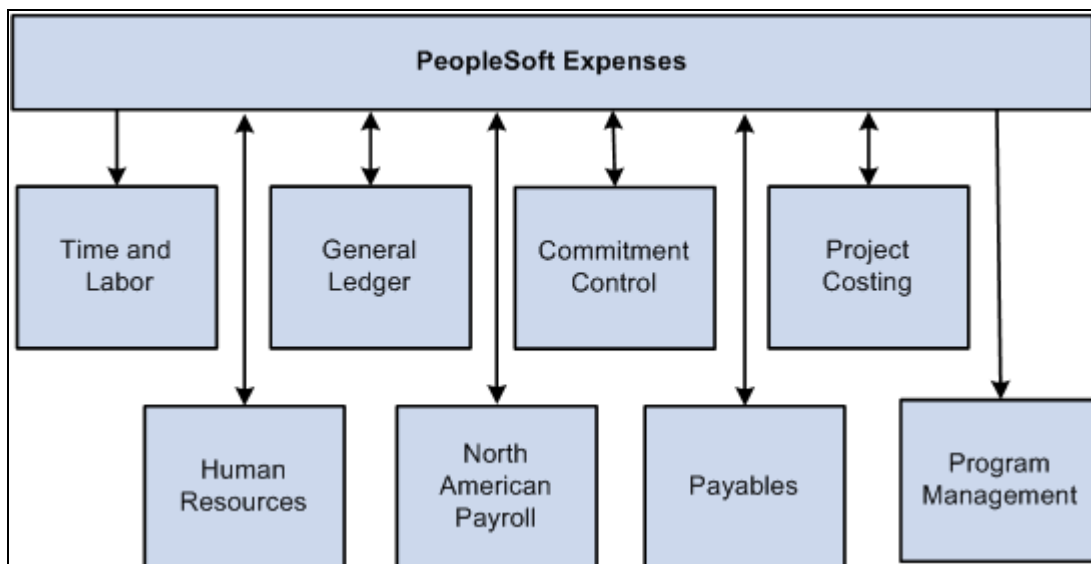 PeopleSoft Expenses
Time and
Labor
General
Ledger
Commitment
Control
Project
Costing
Human
Resources
North
American
Payroll
Payables
Program
Management